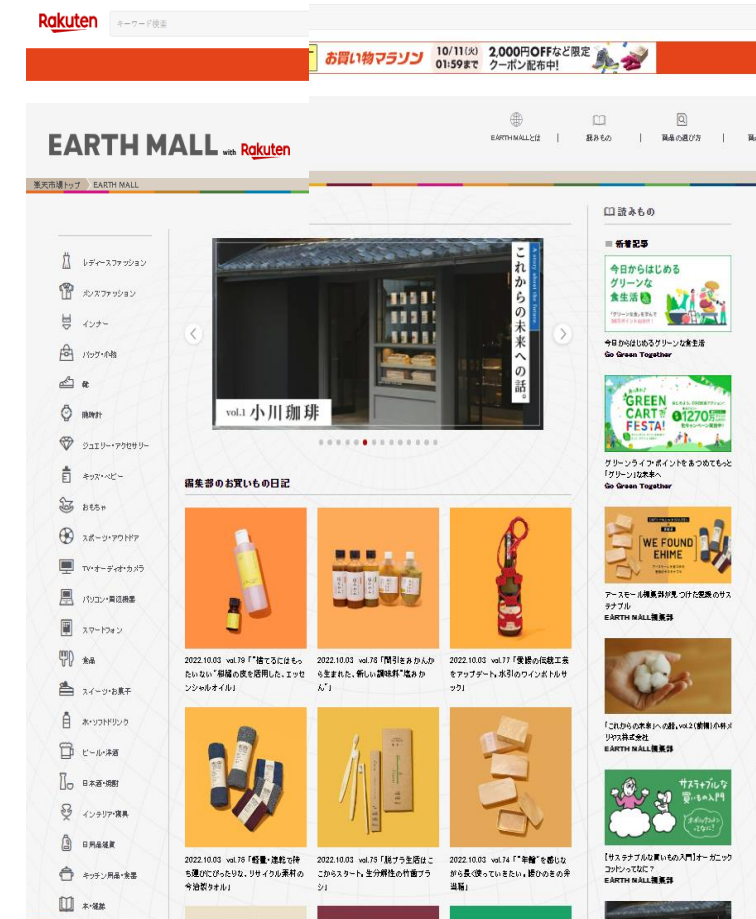 Rakuten
キーワード検索
お買い物マラソン
10/11(火)
01:59まで
2,000円OFFなど限定
クーポン配布中!
EARTH MALL with Rakuten
EARTH MALLとは
読みもの
商品の選び方
楽天市場トップ
EARTH MALL
レディースファッション
メンズファッション
インナー
バッグ・小物
靴
腕時計
ジュエリー・アクセサリー
キッズ・ベビー
おもちゃ
スポーツ・アウトドア
TV・オーディオ・カメラ
パソコン・周辺機器
スマートフォン
食品
スイーツ・お菓子
水・ソフトドリンク
ビール・洋酒
日本酒・焼酎
インテリア・寝具
日用品雑貨
キッチン用品・食器
本・雑誌
A story about the future.
これからの未来への話。
vol.1 小川珈琲
編集部のお買いもの日記
2022.10.03 vol.79「"捨てるにはもっ
たいない"柑橘の皮を活用した、エッセ
ンシャルオイル」
2022.10.03 vol.78「間引きみかんか
ら生まれた、新しい調味料"塩みか
ん"」
2022.10.03 vol.77「愛媛の伝統工芸
をアップデート。水引のワインボトルサ
ック」
2022.10.03 vol.76「軽量・速乾で持
ち運びにぴったりな、リサイクル素材の
今治製タオル」
2022.10.03 vol.75「脱プラ生活はこ
こからスタート。生分解性の竹歯ブラ
シ」
2022.10.03 vol.74「"年輪"を感じな
がら長く使っていきたい。槙ひのきの弁
当箱」
読みもの
新着記事
今日からはじめる
グリーンな
食生活
今日からはじめるグリーンな食生活
Go Green Together
GREEN
CART
FESTA!
1270万
グリーンライフ・ポイントをあつめてもっと
「グリーン」な未来へ
Go Green Together
WE FOUND
EHIME
アースモール編集部が見つけた愛媛のサス
テナブル
EARTH MALL編集部
「これからの未来」への話。vol.2(前編)小林メ
リヤス株式会社
EARTH MALL編集部
サステナブルな
買いもの入門
【サステナブルな買いもの入門】オーガニック
コットンってなに?
EARTH MALL編集部